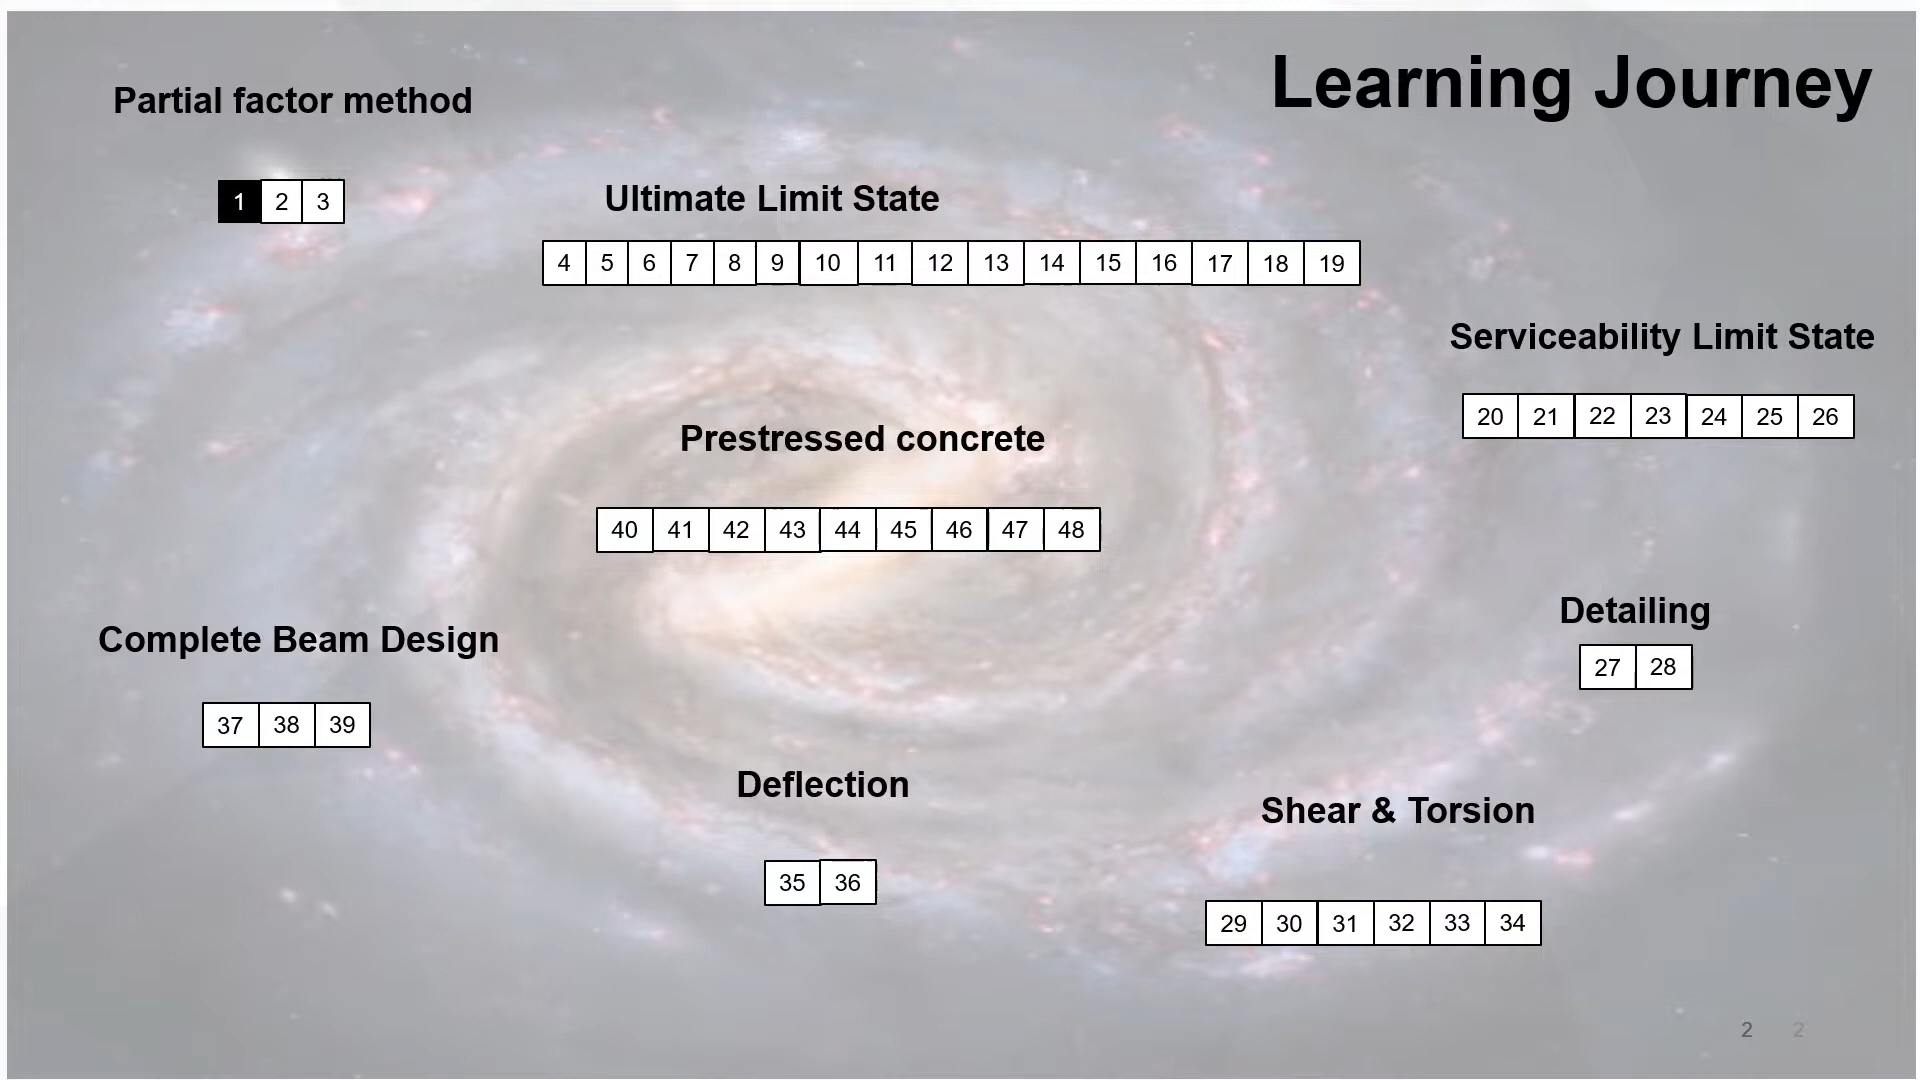 Learning Journey
Partial factor method
1 2 3
Ultimate Limit State
4 5 6 7 8 9 10 11 12 13 14 15 16 17 18 19
Serviceability Limit State
20 21 22 23 24 25 26
Prestressed concrete
40 41 42 43 44 45 46 47 48
Detailing
27 28
Complete Beam Design
37 38 39
Deflection
35 36
Shear & Torsion
29 30 31 32 33 34
2 2